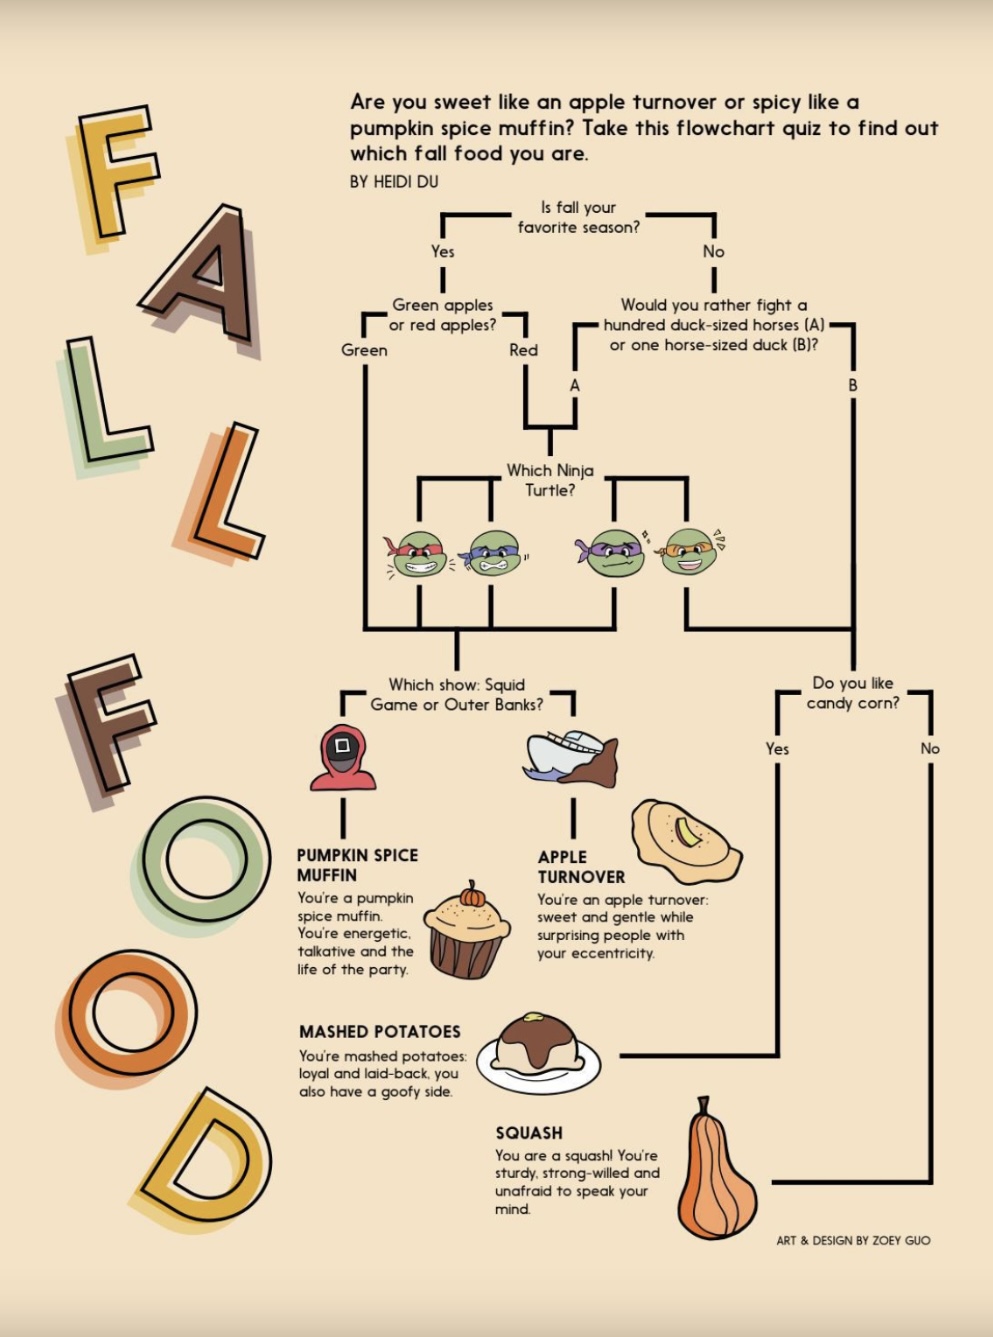 FALL
FOOD
Are you sweet like an apple turnover or spicy like a
pumpkin spice muffin? Take this flowchart quiz to find out
which fall food you are.
BY HEIDI DU
Is fall your
favorite season?
Yes
No
Green apples
or red apples?
Would you rather fight a
hundred duck-sized horses (A)
or one horse-sized duck (B)?
Green
Red
A
B
Which Ninja
Turtle?
Which show: Squid
Game or Outer Banks?
Do you like
candy corn?
Yes
No
PUMPKIN SPICE
MUFFIN
You're a pumpkin
spice muffin.
You're energetic,
talkative and the
life of the party.
APPLE
TURNOVER
You're an apple turnover:
sweet and gentle while
surprising people with
your eccentricity.
MASHED POTATOES
You're mashed potatoes:
loyal and laid-back, you
also have a goofy side.
SQUASH
You are a squash! You're
sturdy, strong-willed and
unafraid to speak your
mind.
ART & DESIGN BY ZOEY GUO